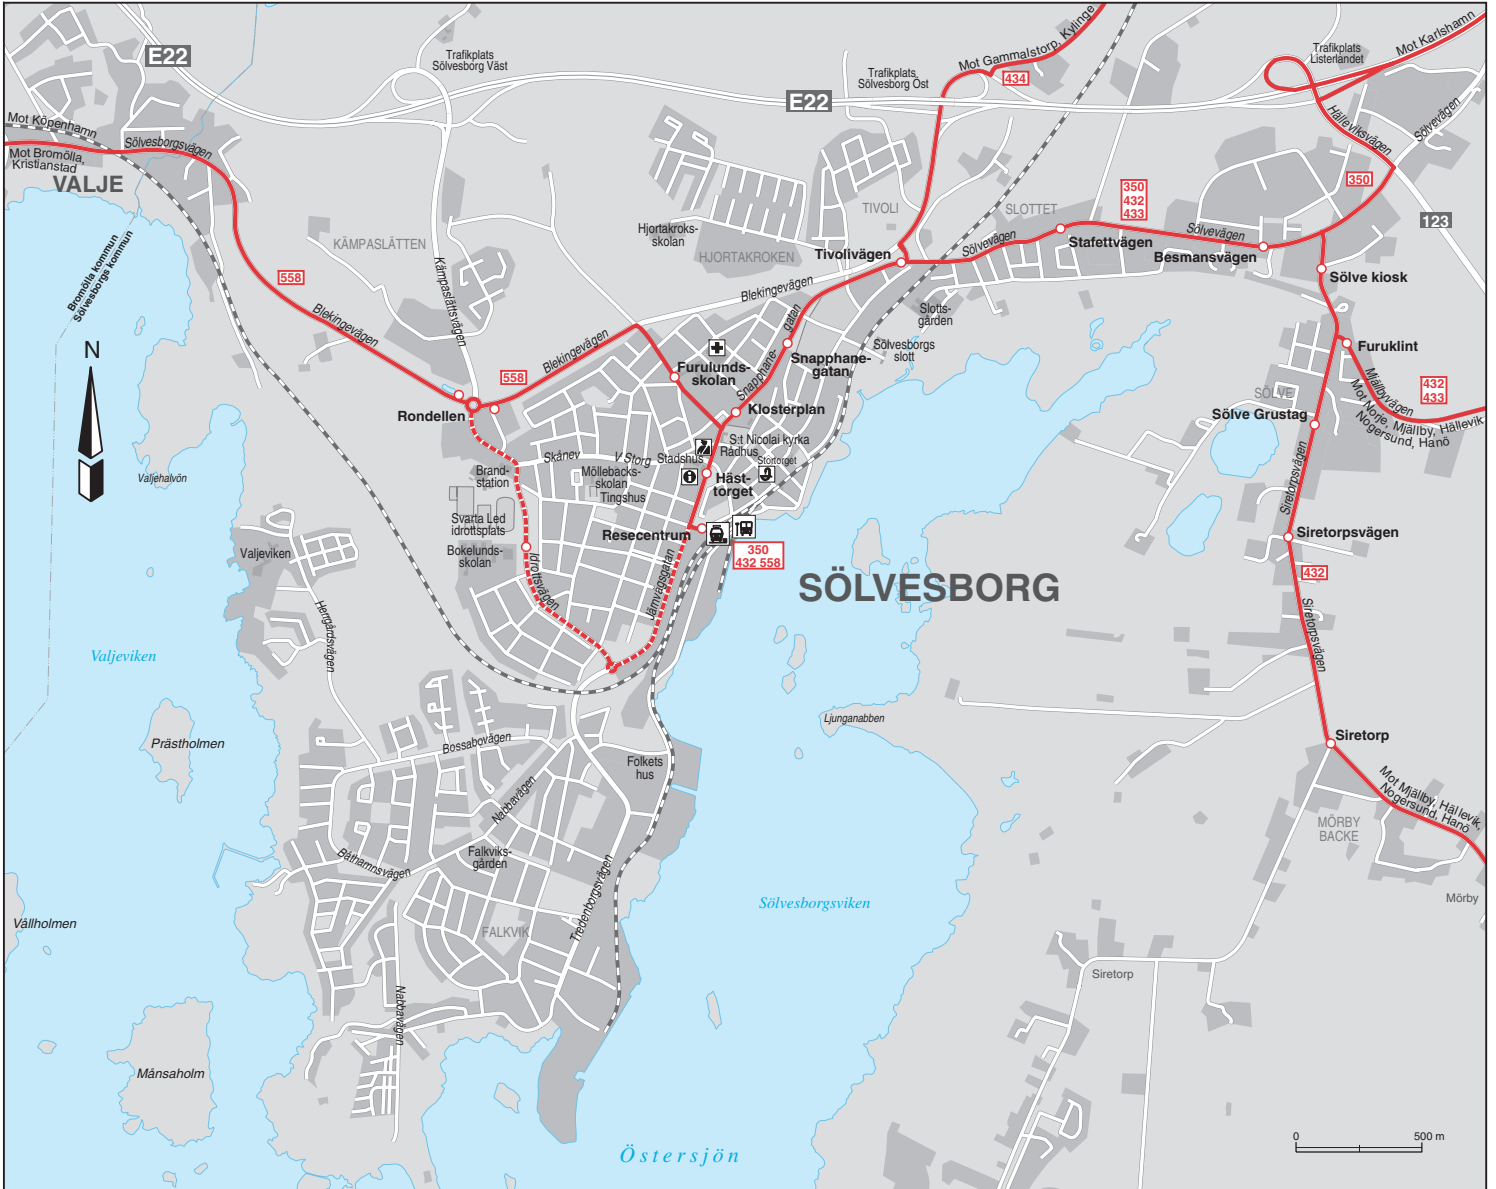 E22
Trafikplats
Sölvesborg Väst
Trafikplats
Sölvesborg Öst
Mot Gammalstorp, Kylinge
434
E22
Trafikplats
Listerlandet
Mot Karlshamn
Hälleviksvägen
Sölvevägen
350
123
Mot Köpenhamn
Mot Bromölla,
Kristianstad
Sölvesborgsvägen
VALJE
Bromölla kommun
Sölvesborgs kommun
KÄMPASLÄTTEN
558
Blekingevägen
Kämpaslättsvägen
Hjortakroks-
skolan
HJORTAKROKEN
TIVOLI
Tivolivägen
SLOTTET
Sölvevägen
350
432
433
Stafettvägen
Sölvevägen
Besmansvägen
Sölve kiosk
Furuklint
Mjällbyvägen
Mot Norje, Mjällby, Hällevik
Nogersund, Hanö
432
433
SÖLVE
Sölve Grustag
Siretorpsvägen
Siretorpsvägen
432
Siretorpsvägen
Siretorp
Mot Mjällby, Hällevik,
Nogersund, Hanö
MÖRBY
BACKE
Mörby
Siretorp
N
Blekingevägen
Blekingevägen
558
Rondellen
Furulunds-
skolan
Snapphane-
gatan
Snapphane-
gatan
Slotts-
gården
Sölvesborgs
slott
Klosterplan
S:t Nicolai kyrka
Rådhus
Stortorget
Stadshus
Skånev
V Storg
Möllebacks-
skolan
Tingshus
Häst-
torget
Resecentrum
350
432 558
Brand-
station
Svarta Led
idrottsplats
Bokelunds-
skolan
Idrottsvägen
Järnvägsgatan
SÖLVESBORG
Valjehalvön
Valjeviken
Herrgårdsvägen
Valjeviken
Prästholmen
Ljunganabben
Bossabovägen
Folkets
hus
Nabbavägen
Båthamnsvägen
Falkviks-
gården
Tredenborgsvägen
FALKVIK
Sölvesborgsviken
Vållholmen
Nabbavägen
Månsaholm
Östersjön
0 500 m